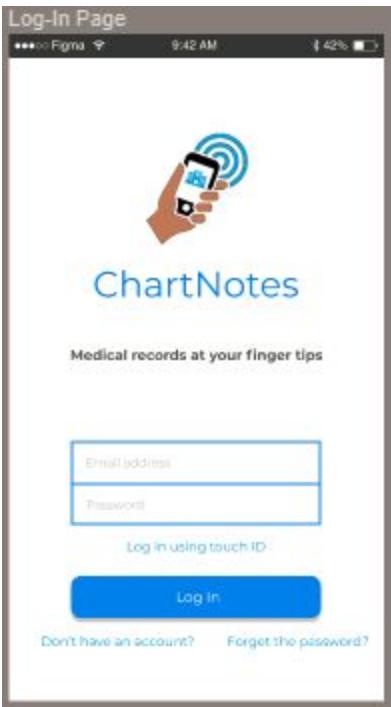 Log-In Page
Figma 9:42 AM 42%
ChartNotes
Medical records at your finger tips
Email address
Password
Log in using touch ID
Log In
Don't have an account? Forget the password?